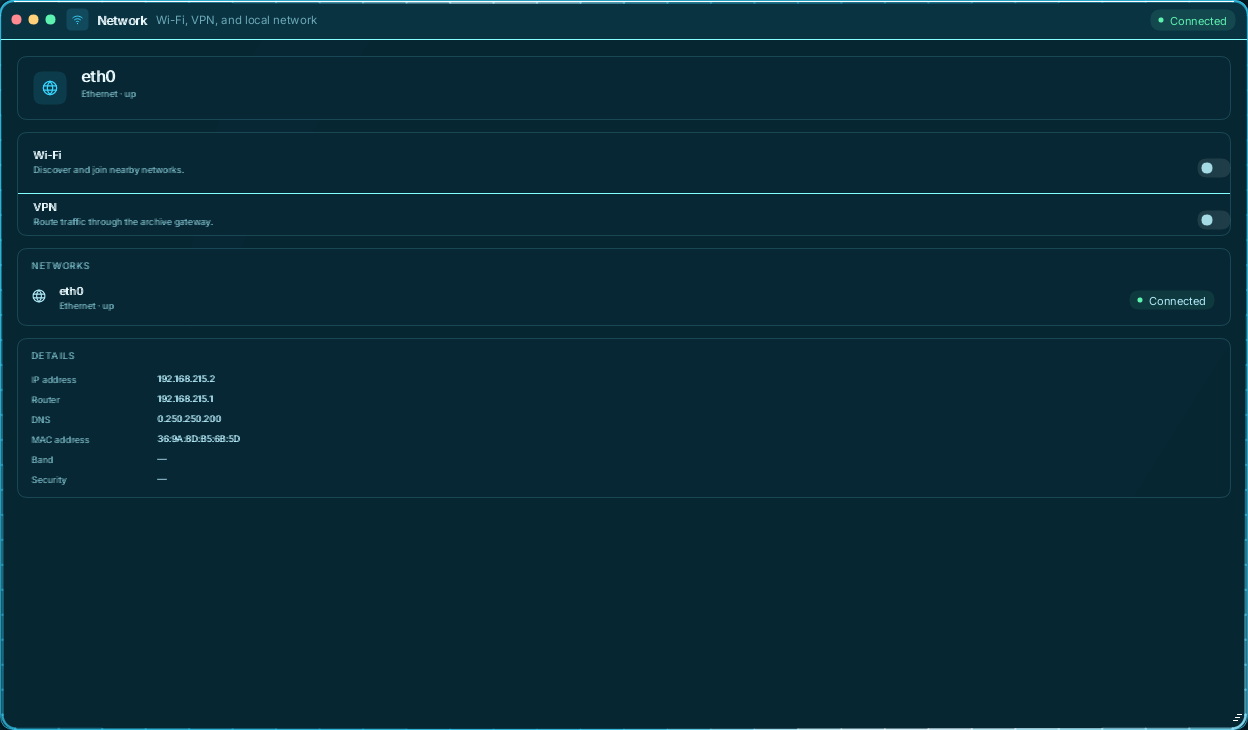 Network Wi-Fi, VPN, and local network Connected
eth0
Ethernet · up
Wi-Fi
Discover and join nearby networks.
VPN
Route traffic through the archive gateway.
NETWORKS
eth0
Ethernet · up
Connected
DETAILS
IP address 192.168.215.2
Router 192.168.215.1
DNS 0.250.250.200
MAC address 36:9A:8D:B5:6B:5D
Band —
Security —